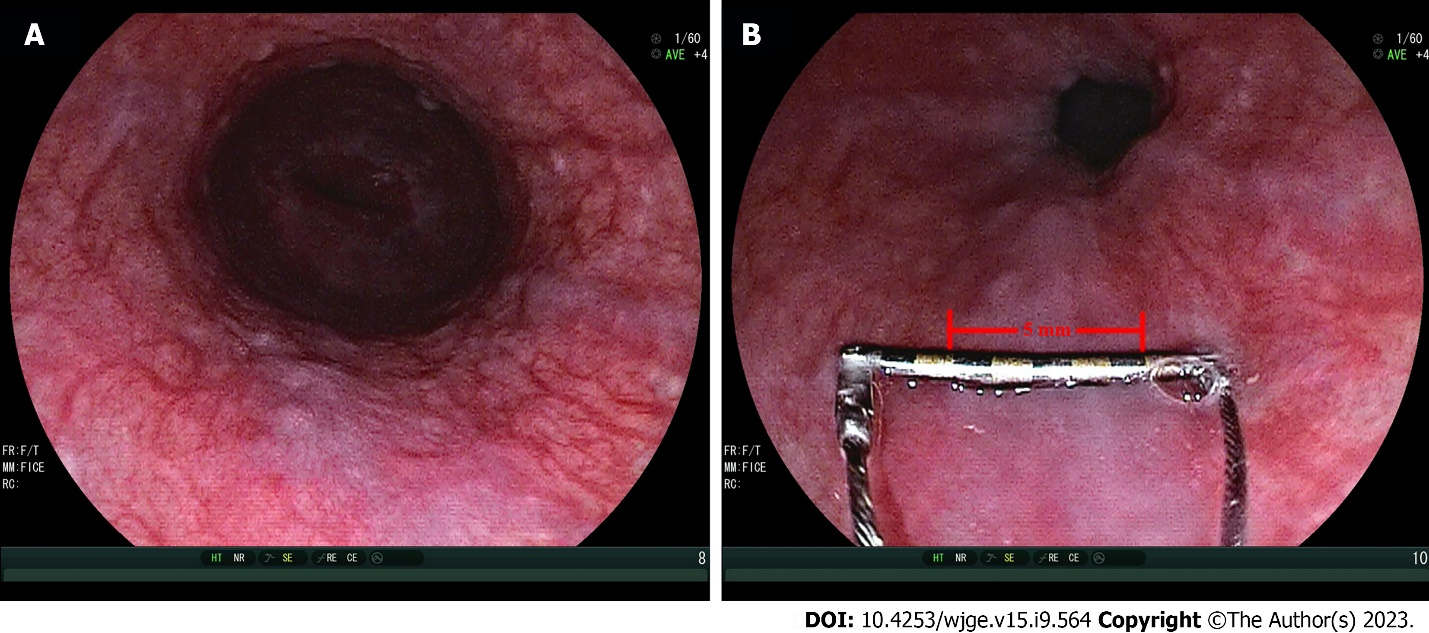 A
1/60
AVE +4
FR:F/T
MM:FICE
RC:
HT NR SE RE CE
8
B
1/60
AVE +4
5 mm
FR:F/T
MM:FICE
RC:
HT NR SE RE CE
10
DOI: 10.4253/wjge.v15.i9.564 Copyright ©The Author(s) 2023.